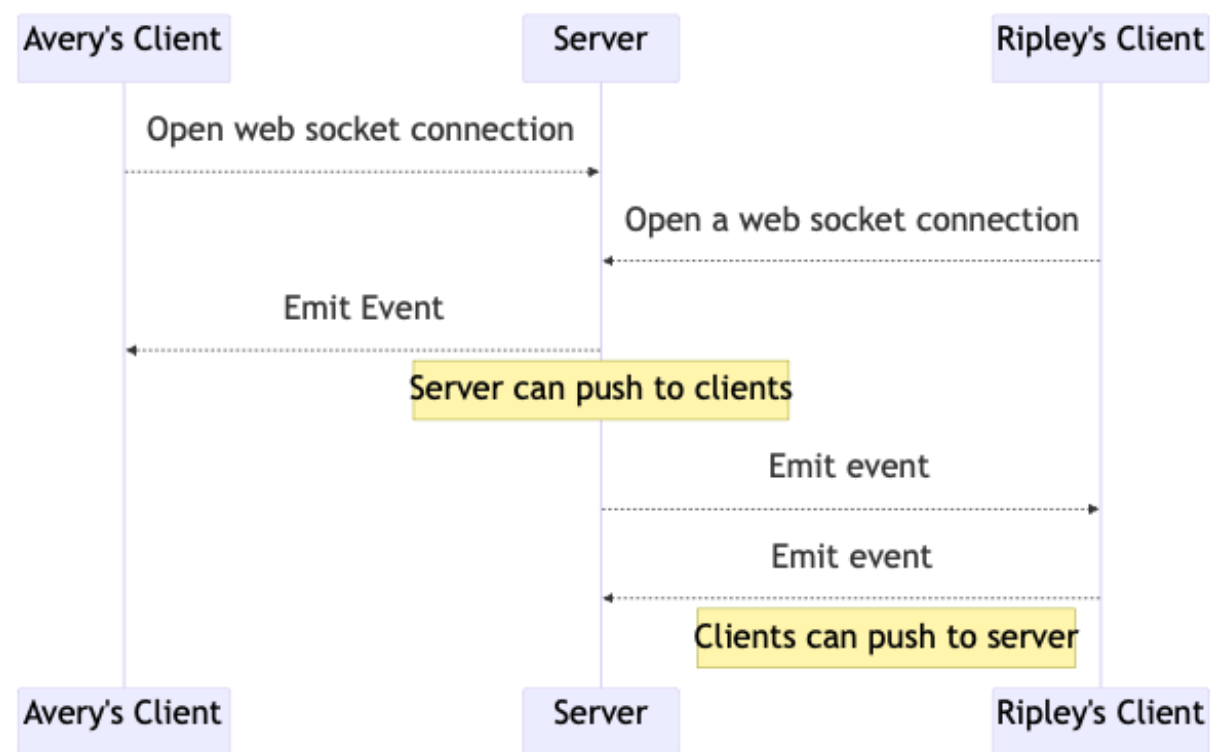 Avery's Client
Server
Ripley's Client
Open web socket connection
Open a web socket connection
Emit Event
Server can push to clients
Emit event
Emit event
Clients can push to server
Avery's Client
Server
Ripley's Client